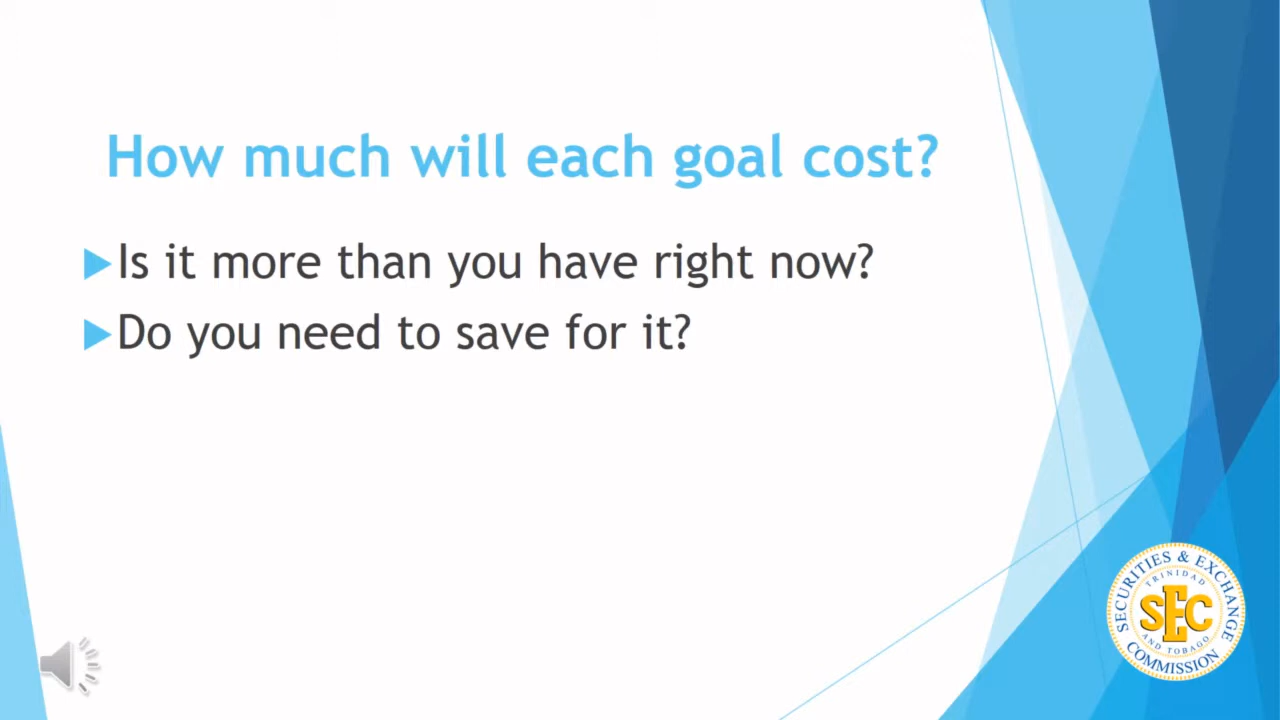 How much will each goal cost?
Is it more than you have right now?
Do you need to save for it?
SECURITIES & EXCHANGE
TRINIDAD
SEC
AND TOBAGO
COMMISSION